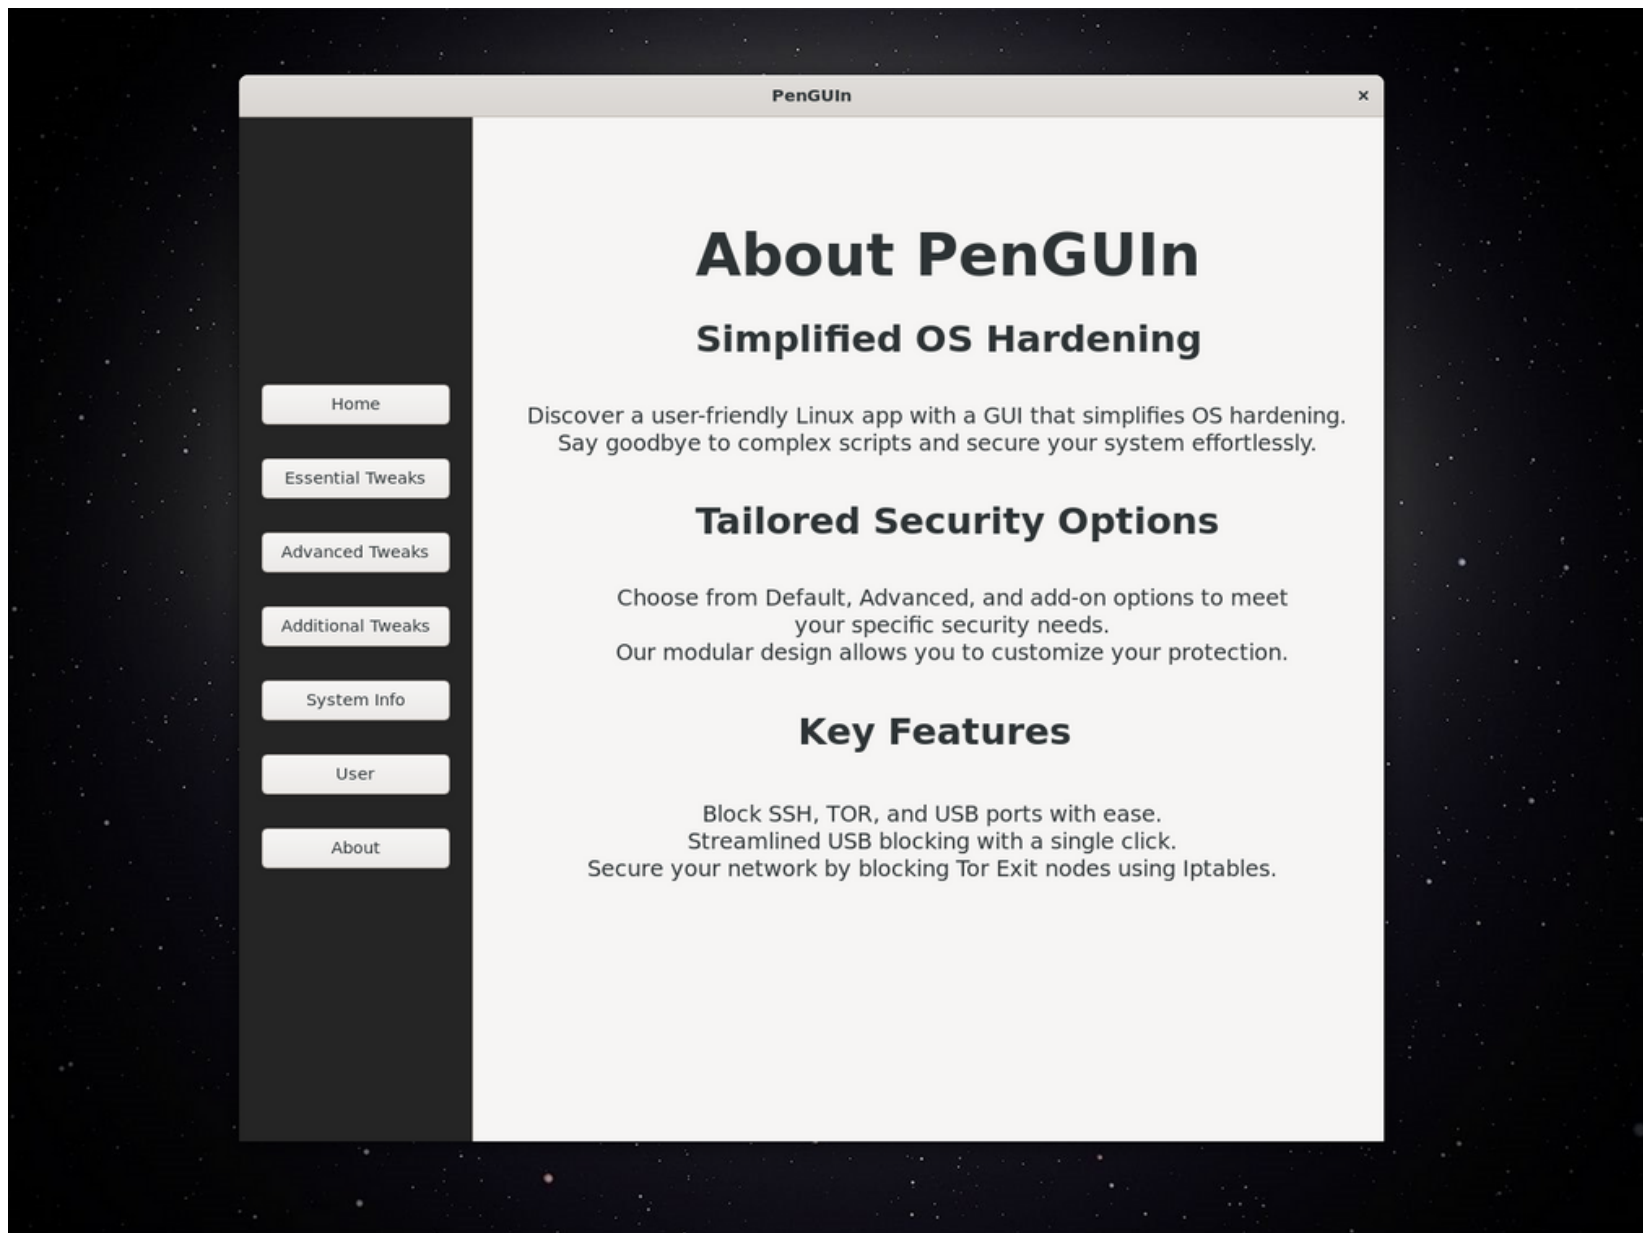 PenGUIn
×
Home
Essential Tweaks
Advanced Tweaks
Additional Tweaks
System Info
User
About
About PenGUIn
Simplified OS Hardening
Discover a user-friendly Linux app with a GUI that simplifies OS hardening.
Say goodbye to complex scripts and secure your system effortlessly.
Tailored Security Options
Choose from Default, Advanced, and add-on options to meet
your specific security needs.
Our modular design allows you to customize your protection.
Key Features
Block SSH, TOR, and USB ports with ease.
Streamlined USB blocking with a single click.
Secure your network by blocking Tor Exit nodes using Iptables.